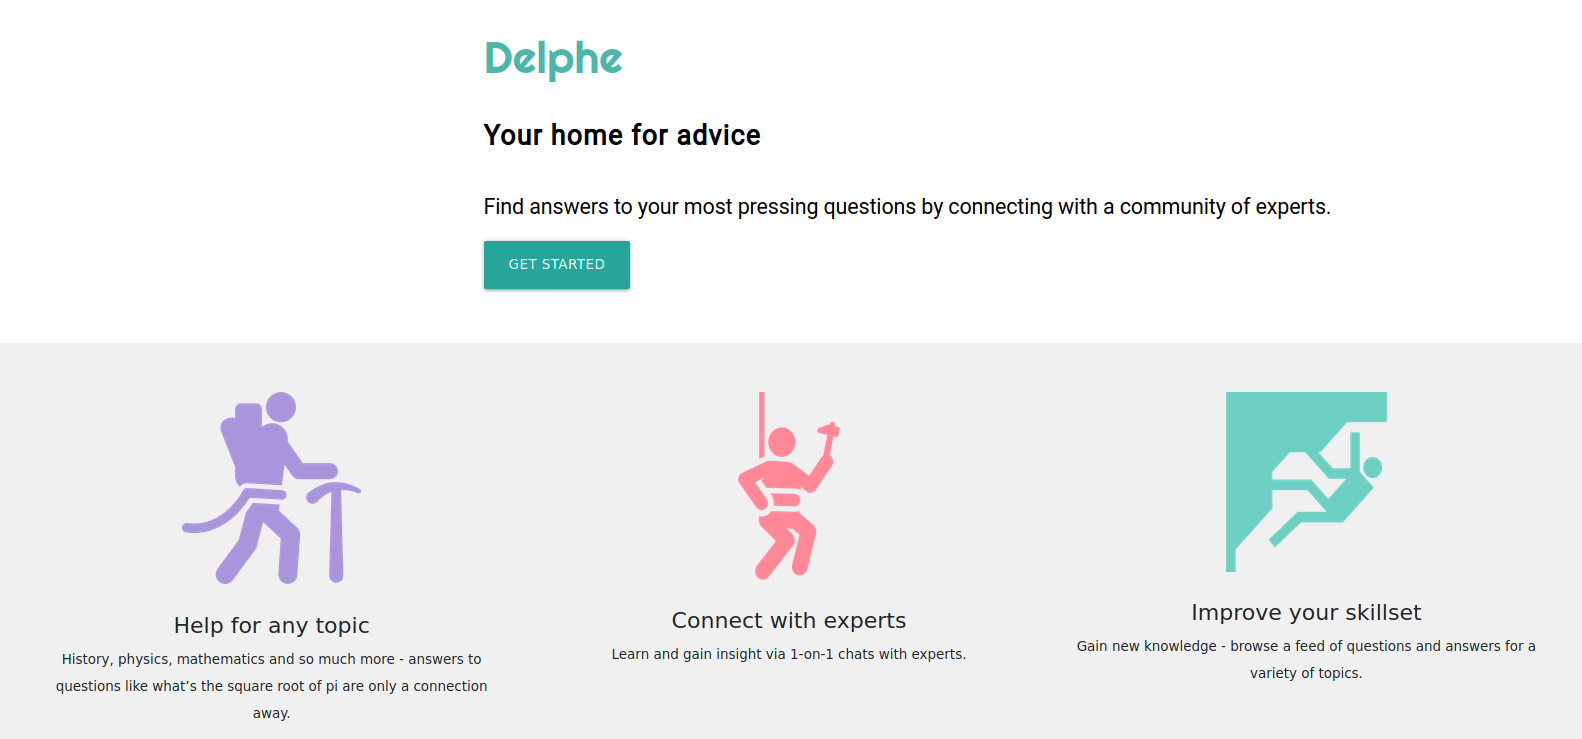 Delphe
Your home for advice
Find answers to your most pressing questions by connecting with a community of experts.
GET STARTED
Help for any topic
History, physics, mathematics and so much more - answers to
questions like what’s the square root of pi are only a connection
away.
Connect with experts
Learn and gain insight via 1-on-1 chats with experts.
Improve your skillset
Gain new knowledge - browse a feed of questions and answers for a
variety of topics.